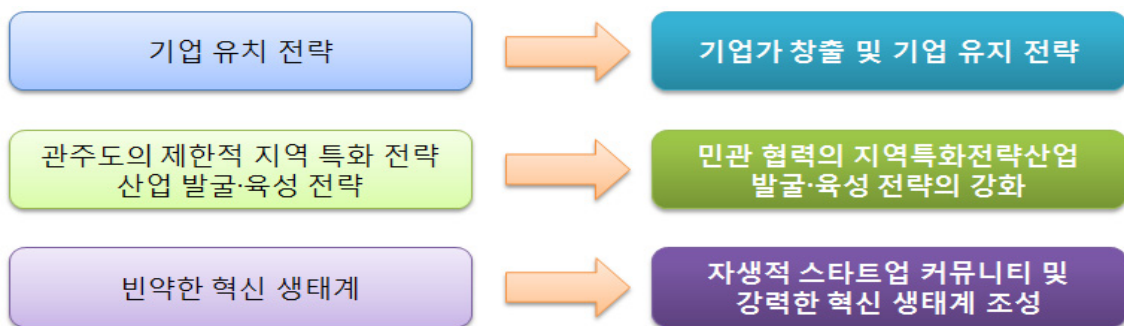 기업 유치 전략
기업가 창출 및 기업 유지 전략
관주도의 제한적 지역 특화 전략
산업 발굴·육성 전략
민관 협력의 지역특화전략산업
발굴·육성 전략의 강화
빈약한 혁신 생태계
자생적 스타트업 커뮤니티 및
강력한 혁신 생태계 조성